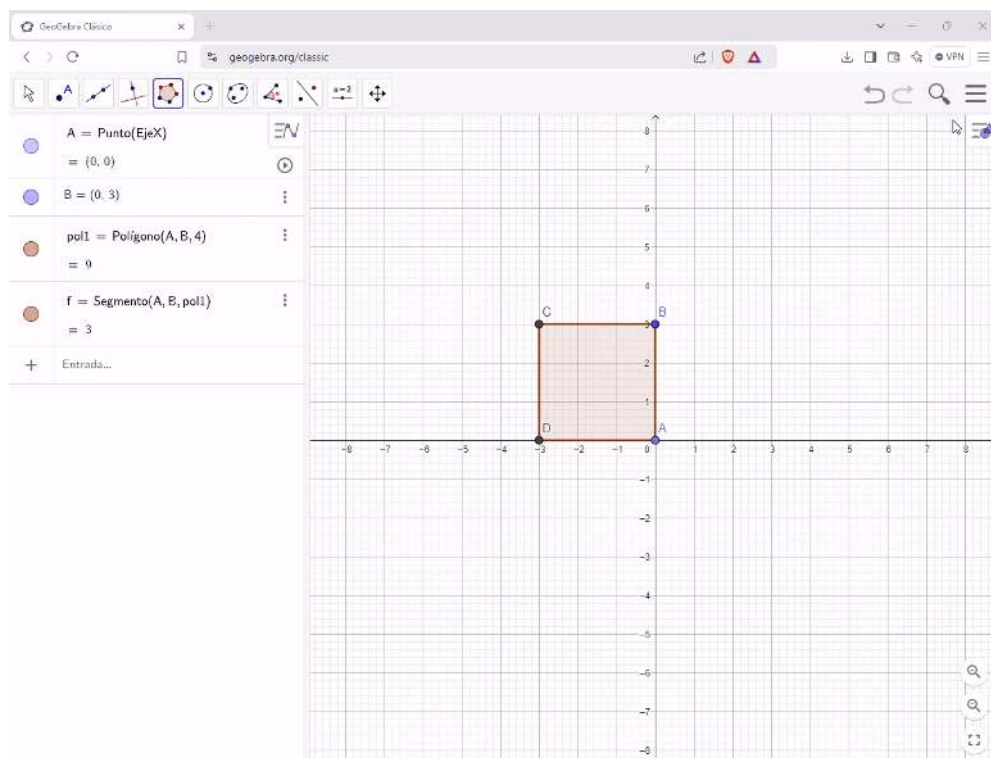 GeoGebra Clásico
geogebra.org/classic
VPN
A
a=2
A = Punto(EjeX)
= (0, 0)
B = (0, 3)
pol1 = Polígono(A, B, 4)
= 9
f = Segmento(A, B, pol1)
= 3
Entrada...
8
7
6
5
4
C
B
3
2
1
D
A
-8 -7 -6 -5 -4 -3 -2 -1 0 1 2 3 4 5 6 7 8
-1
-2
-3
-4
-5
-6
-7
-8